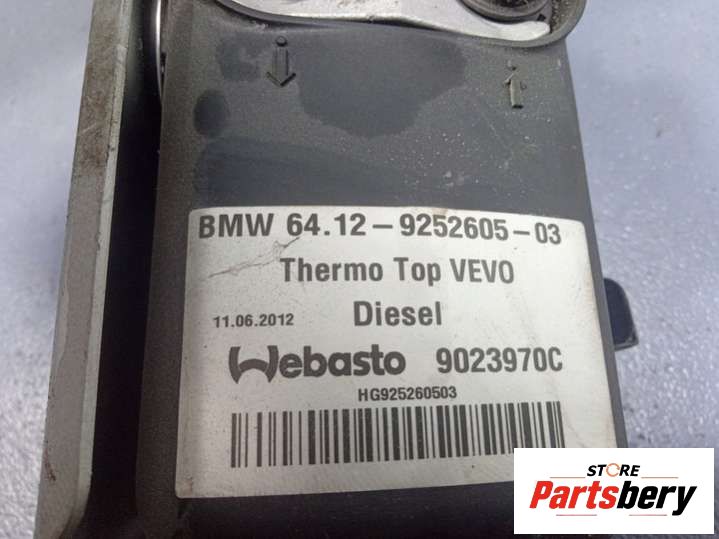 BMW 64.12-9252605-03
Thermo Top VEVO
11.06.2012 Diesel
Webasto 9023970C
HG925260503
STORE
Partsbery